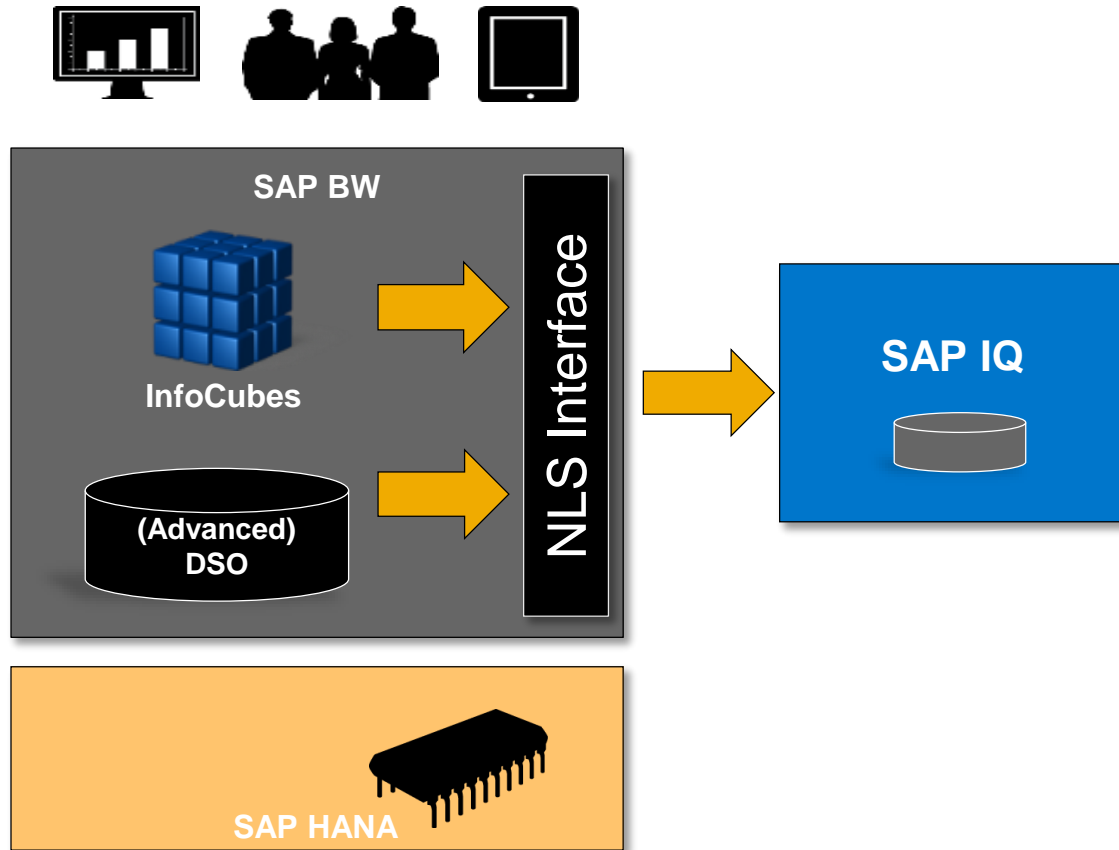 SAP BW
InfoCubes
(Advanced)
DSO
NLS Interface
SAP IQ
SAP HANA